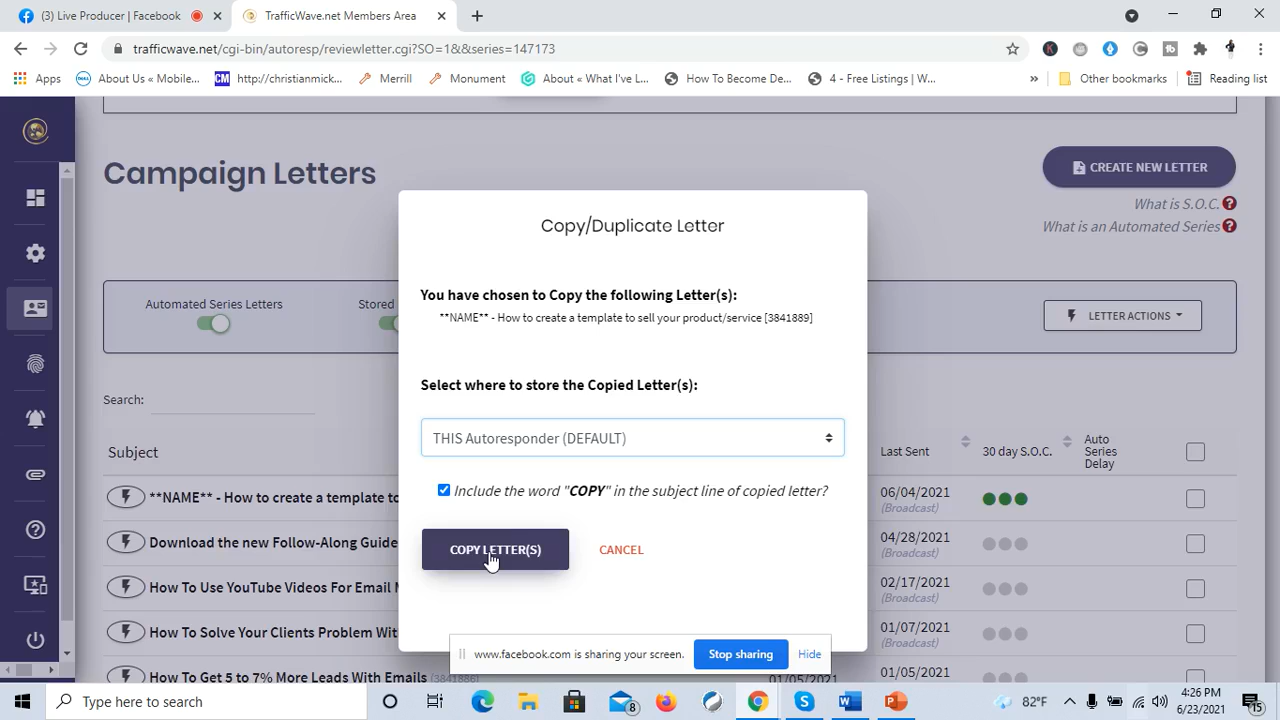 (3) Live Producer | Facebook
TrafficWave.net Members Area
trafficwave.net/cgi-bin/autoresp/reviewletter.cgi?SO=1&&series=147173
Apps
About Us « Mobile...
http://christianmick...
Merrill
Monument
About « What I've L...
How To Become De...
4 - Free Listings | W...
»
Other bookmarks
Reading list
Campaign Letters
CREATE NEW LETTER
What is S.O.C.
What is an Automated Series
Automated Series Letters
Stored
LETTER ACTIONS
Search:
Subject
Last Sent
30 day S.O.C.
Auto
Series
Delay
**NAME** - How to create a template to
06/04/2021
(Broadcast)
Download the new Follow-Along Guide
04/28/2021
(Broadcast)
How To Use YouTube Videos For Email M
02/17/2021
(Broadcast)
How To Solve Your Clients Problem Wit
01/07/2021
(Broadcast)
How To Get 5 to 7% More Leads With Emails (3841886)
01/05/2021
Copy/Duplicate Letter
You have chosen to Copy the following Letter(s):
**NAME** - How to create a template to sell your product/service [3841889]
Select where to store the Copied Letter(s):
THIS Autoresponder (DEFAULT)
Include the word "COPY" in the subject line of copied letter?
COPY LETTER(S)
CANCEL
www.facebook.com is sharing your screen.
Stop sharing
Hide
Type here to search
8
82°F
4:26 PM
6/23/2021
15